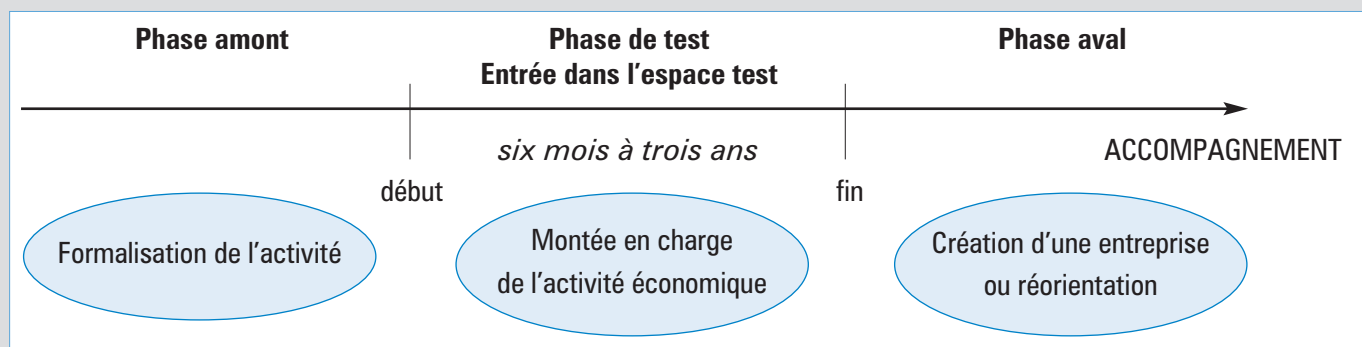 Phase amont
Phase de test
Entrée dans l’espace test
Phase aval
six mois à trois ans
ACCOMPAGNEMENT
début
fin
Formalisation de l’activité
Montée en charge
de l’activité économique
Création d’une entreprise
ou réorientation